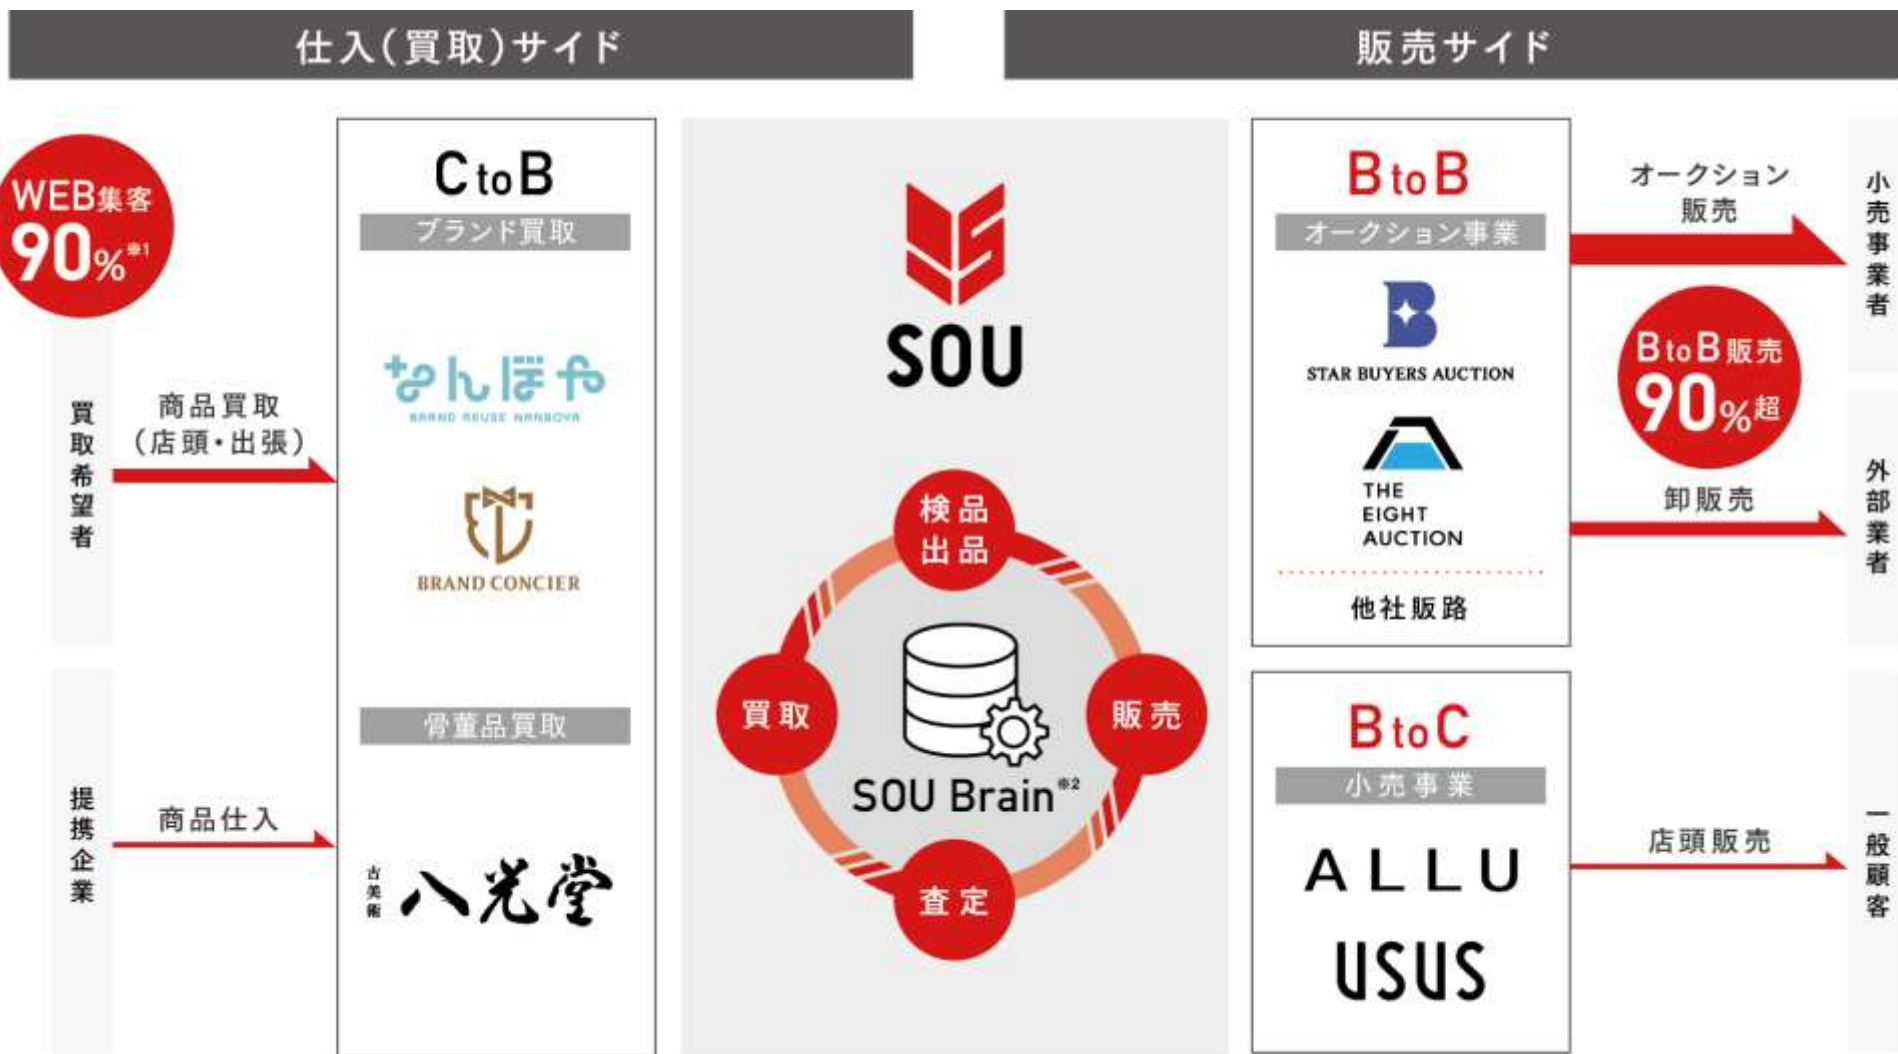 仕入(買取)サイド
販売サイド
WEB集客
90%※1
買取希望者
商品買取
(店頭・出張)
提携企業
商品仕入
CtoB
ブランド買取
なんぼや
BRAND REUSE NANBOYA
BRAND CONCIER
骨董品買取
古美術
八光堂
SOU
検品
出品
買取
販売
SOU Brain※2
査定
BtoB
オークション事業
STAR BUYERS AUCTION
THE
EIGHT
AUCTION
他社販路
BtoC
小売事業
ALLU
USUS
オークション
販売
BtoB販売
90%超
卸販売
店頭販売
小売事業者
外部業者
一般顧客